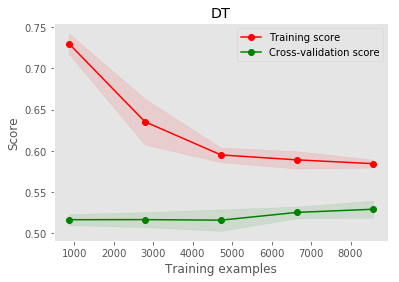 DT
Training score
Cross-validation score
0.75
0.70
0.65
0.60
0.55
0.50
Score
1000 2000 3000 4000 5000 6000 7000 8000
Training examples